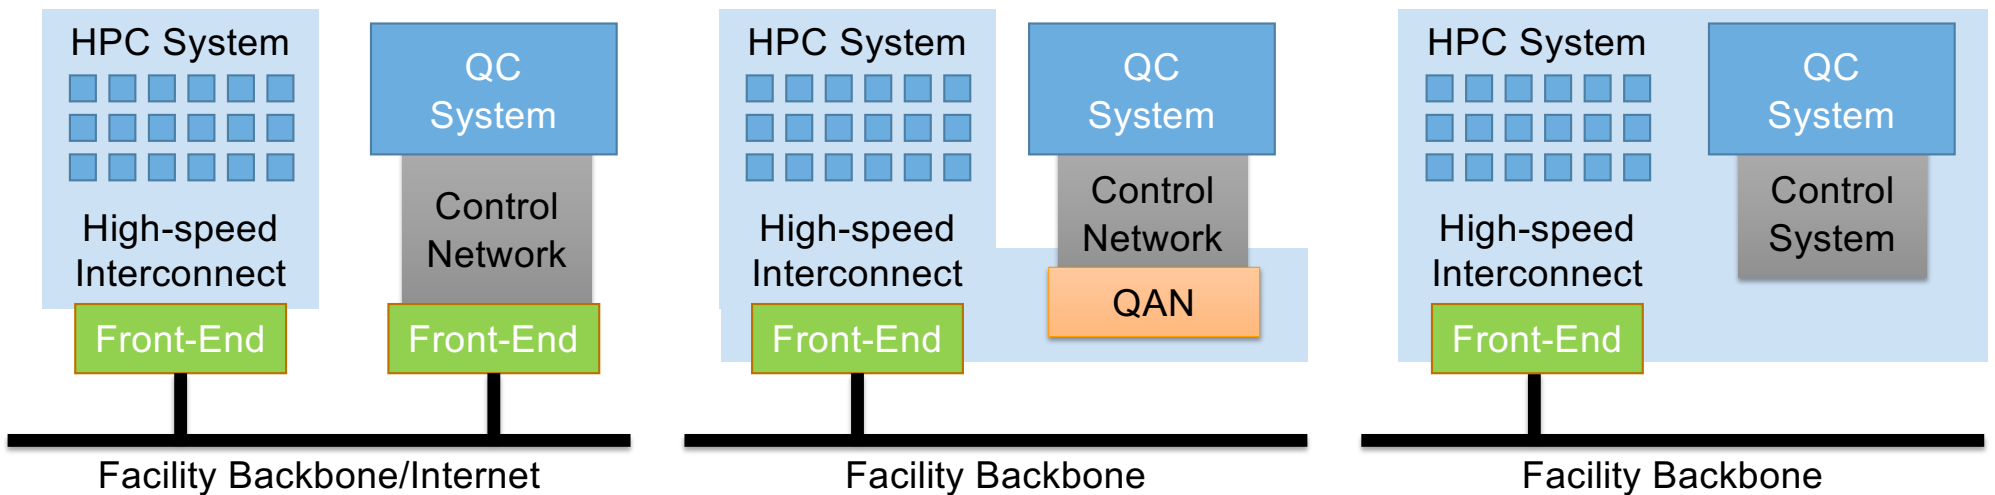 HPC System
High-speed
Interconnect
Front-End
QC
System
Control
Network
Front-End
Facility Backbone/Internet
HPC System
High-speed
Interconnect
Front-End
QC
System
Control
Network
QAN
Facility Backbone
HPC System
High-speed
Interconnect
Front-End
QC
System
Control
System
Facility Backbone